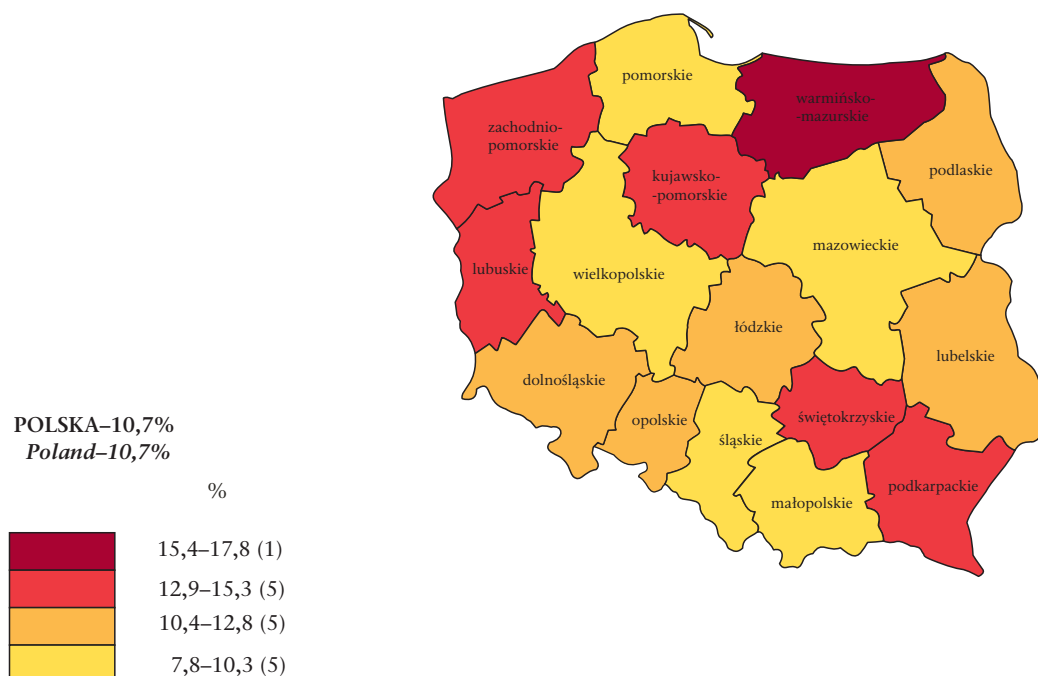 pomorskie
warmińsko-
-mazurskie
zachodnio-
pomorskie
podlaskie
kujawsko-
-pomorskie
mazowieckie
lubuskie
wielkopolskie
łódzkie
lubelskie
dolnośląskie
opolskie
świętokrzyskie
śląskie
podkarpackie
małopolskie
POLSKA–10,7%
Poland–10,7%
%
15,4–17,8 (1)
12,9–15,3 (5)
10,4–12,8 (5)
7,8–10,3 (5)